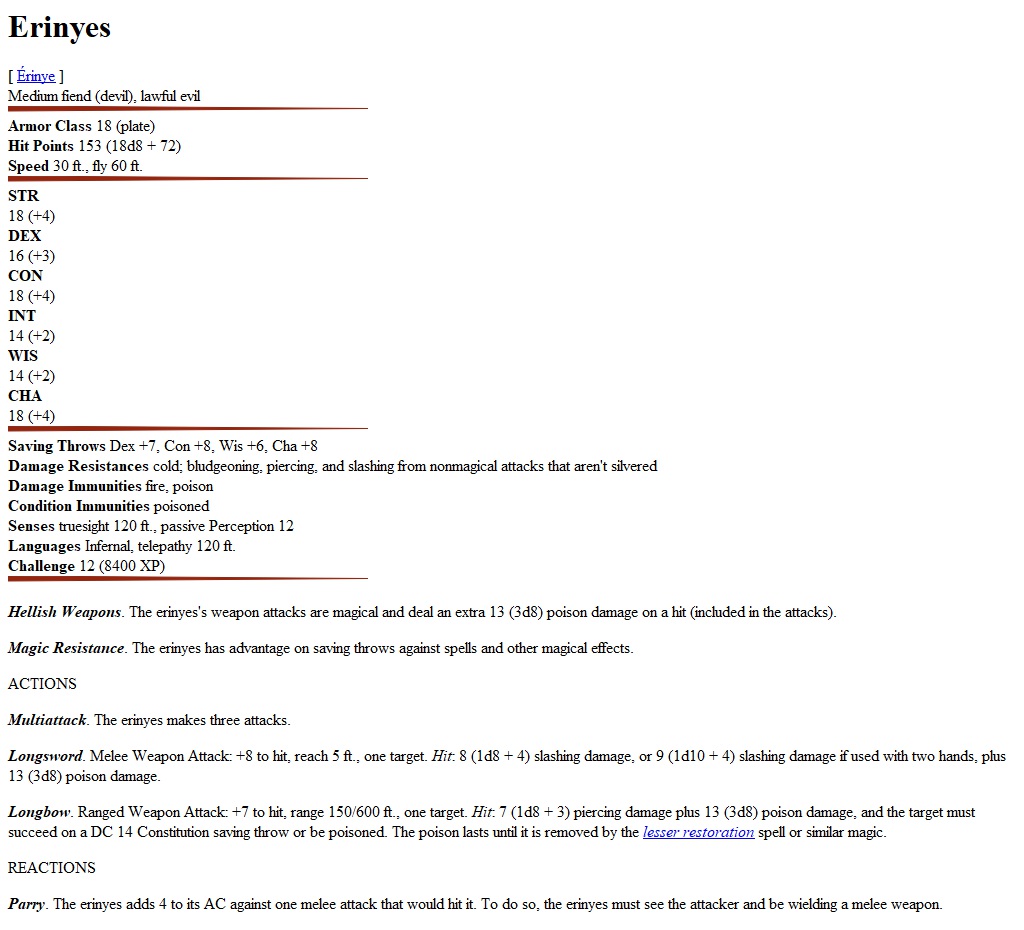 Erinyes
[ Érinye ]
Medium fiend (devil), lawful evil
Armor Class 18 (plate)
Hit Points 153 (18d8 + 72)
Speed 30 ft., fly 60 ft.
STR
18 (+4)
DEX
16 (+3)
CON
18 (+4)
INT
14 (+2)
WIS
14 (+2)
CHA
18 (+4)
Saving Throws Dex +7, Con +8, Wis +6, Cha +8
Damage Resistances cold; bludgeoning, piercing, and slashing from nonmagical attacks that aren't silvered
Damage Immunities fire, poison
Condition Immunities poisoned
Senses truesight 120 ft., passive Perception 12
Languages Infernal, telepathy 120 ft.
Challenge 12 (8400 XP)
Hellish Weapons. The erinyes's weapon attacks are magical and deal an extra 13 (3d8) poison damage on a hit (included in the attacks).
Magic Resistance. The erinyes has advantage on saving throws against spells and other magical effects.
ACTIONS
Multiattack. The erinyes makes three attacks.
Longsword. Melee Weapon Attack: +8 to hit, reach 5 ft., one target. Hit: 8 (1d8 + 4) slashing damage, or 9 (1d10 + 4) slashing damage if used with two hands, plus
13 (3d8) poison damage.
Longbow. Ranged Weapon Attack: +7 to hit, range 150/600 ft., one target. Hit: 7 (1d8 + 3) piercing damage plus 13 (3d8) poison damage, and the target must
succeed on a DC 14 Constitution saving throw or be poisoned. The poison lasts until it is removed by the lesser restoration spell or similar magic.
REACTIONS
Parry. The erinyes adds 4 to its AC against one melee attack that would hit it. To do so, the erinyes must see the attacker and be wielding a melee weapon.